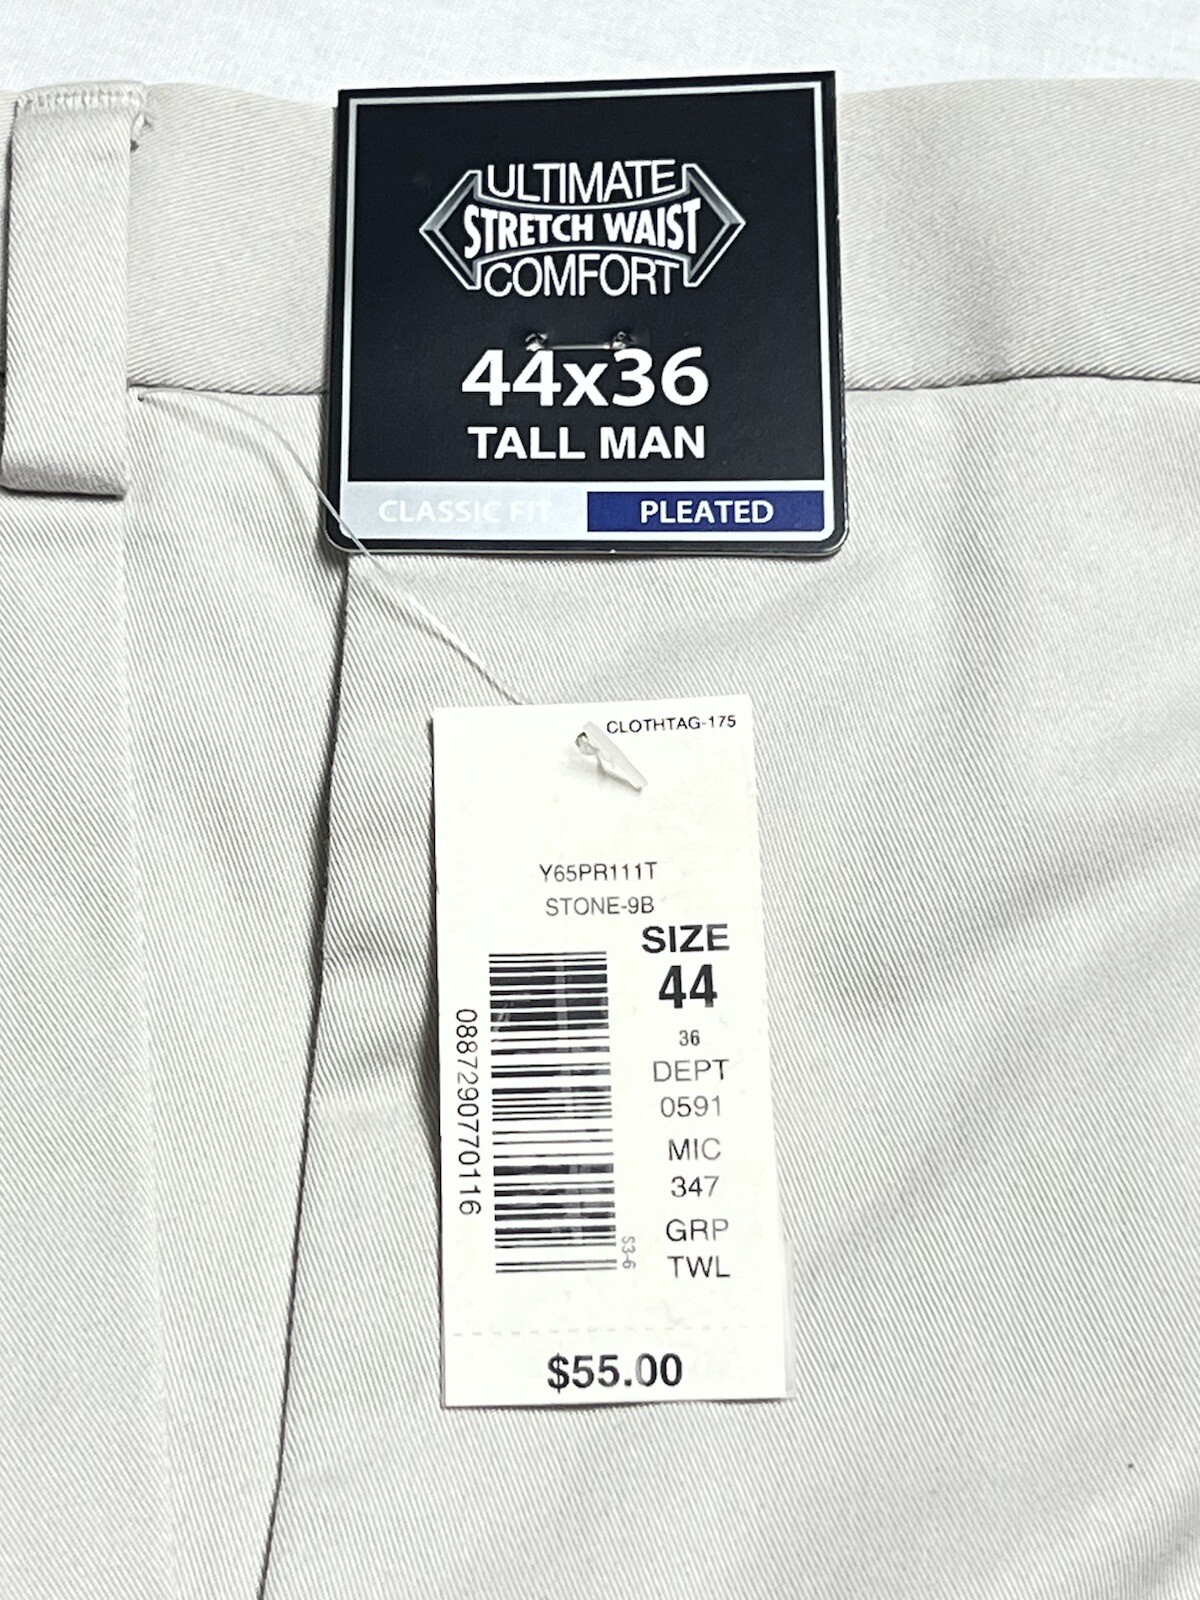 ULTIMATE
STRETCH WAIST
COMFORT
44x36
TALL MAN
CLASSIC FIT PLEATED
CLOTHTAG-175
Y65PR111T
STONE-9B
SIZE
44
36
DEPT
0591
MIC
347
GRP
TWL
0887290770116
S3-6
$55.00